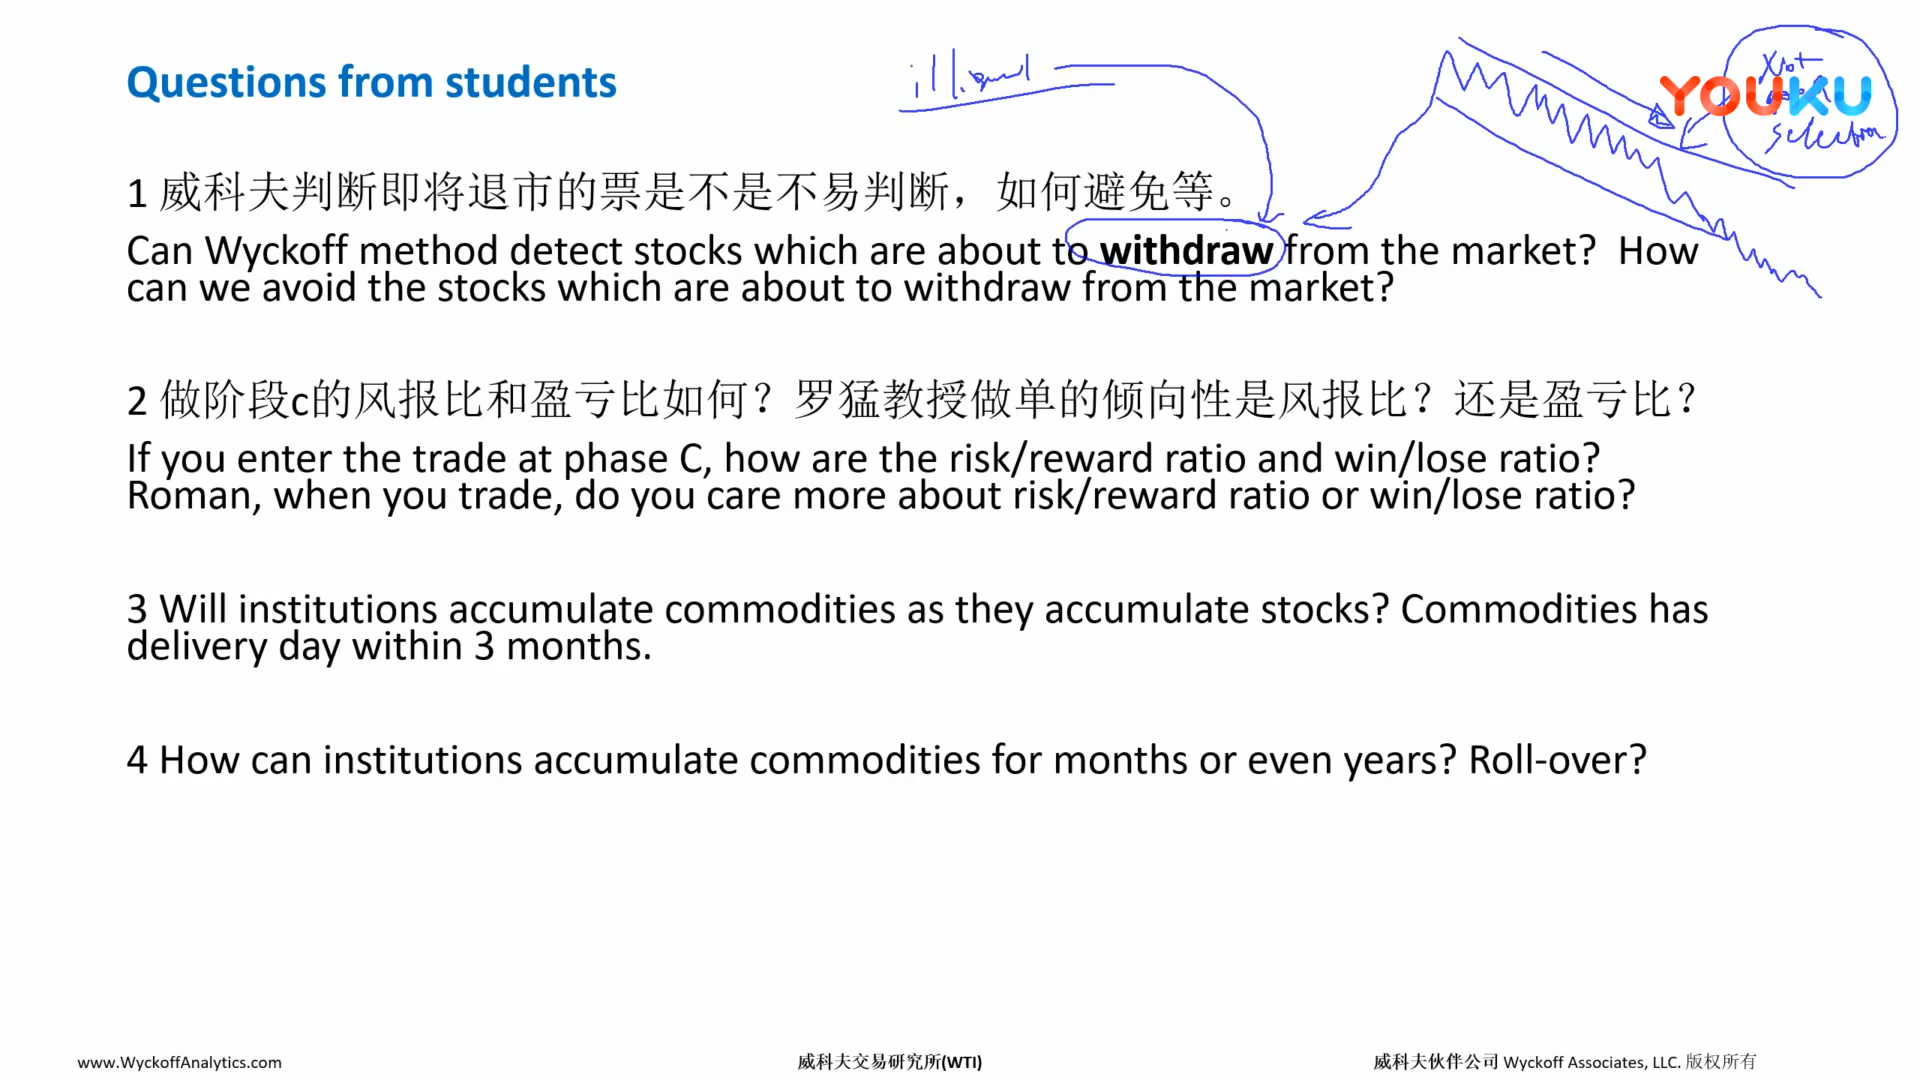 Questions from students
illiquid
YOUKU
selection
1 威科夫判断即将退市的票是不是不易判断，如何避免等。
Can Wyckoff method detect stocks which are about to withdraw from the market?  How
can we avoid the stocks which are about to withdraw from the market?
2 做阶段c的风报比和盈亏比如何？罗猛教授做单的倾向性是风报比？还是盈亏比？
If you enter the trade at phase C, how are the risk/reward ratio and win/lose ratio?
Roman, when you trade, do you care more about risk/reward ratio or win/lose ratio?
3 Will institutions accumulate commodities as they accumulate stocks? Commodities has
delivery day within 3 months.
4 How can institutions accumulate commodities for months or even years? Roll-over?
www.WyckoffAnalytics.com
威科夫交易研究所(WTI)
威科夫伙伴公司 Wyckoff Associates, LLC. 版权所有